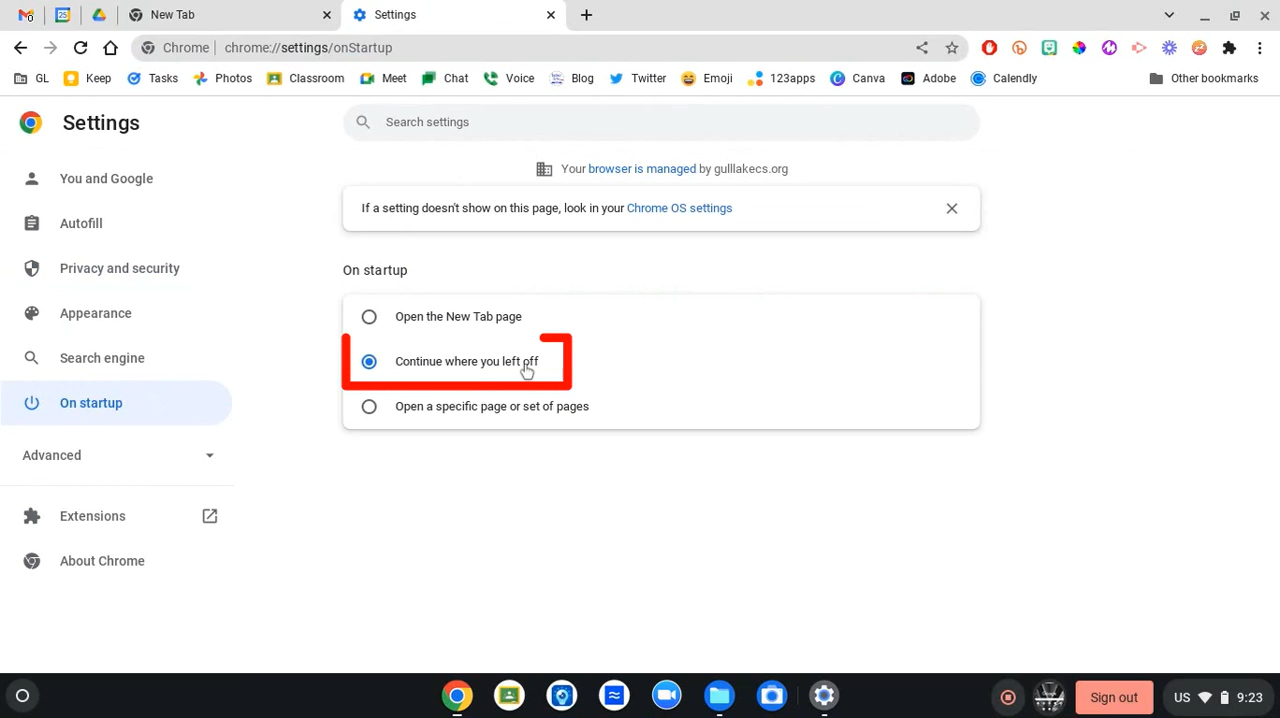 New Tab
Settings
Chrome chrome://settings/onStartup
GL Keep Tasks Photos Classroom Meet Chat Voice Blog Twitter Emoji 123apps Canva Adobe Calendly Other bookmarks
Settings
Search settings
Your browser is managed by gulllakecs.org
If a setting doesn't show on this page, look in your Chrome OS settings
You and Google
Autofill
Privacy and security
Appearance
Search engine
On startup
Advanced
Extensions
About Chrome
On startup
Open the New Tab page
Continue where you left off
Open a specific page or set of pages
Sign out US 9:23